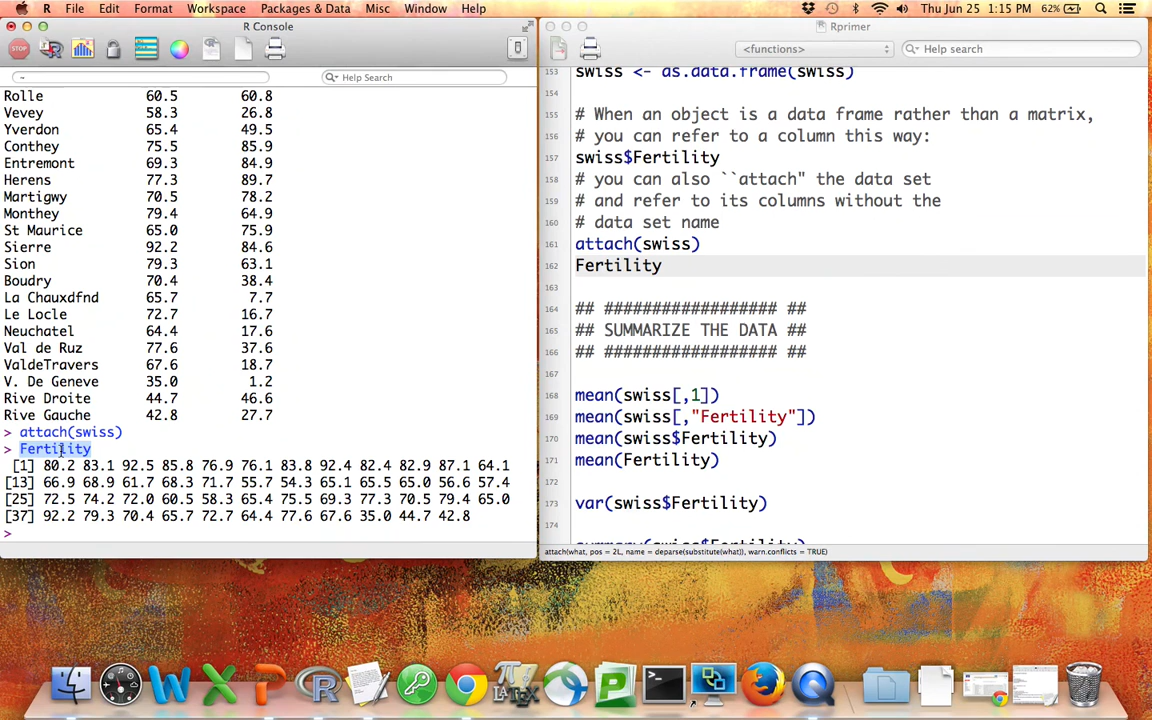 R File Edit Format Workspace Packages & Data Misc Window Help
62% Thu Jun 25 1:15 PM
R Console
STOP
~
Help Search
Rolle 60.5 60.8
Vevey 58.3 26.8
Yverdon 65.4 49.5
Conthey 75.5 85.9
Entremont 69.3 84.9
Herens 77.3 89.7
Martigwy 70.5 78.2
Monthey 79.4 64.9
St Maurice 65.0 75.9
Sierre 92.2 84.6
Sion 79.3 63.1
Boudry 70.4 38.4
La Chauxdfnd 65.7 7.7
Le Locle 72.7 16.7
Neuchatel 64.4 17.6
Val de Ruz 77.6 37.6
ValdeTravers 67.6 18.7
V. De Geneve 35.0 1.2
Rive Droite 44.7 46.6
Rive Gauche 42.8 27.7
> attach(swiss)
> Fertility
[1] 80.2 83.1 92.5 85.8 76.9 76.1 83.8 92.4 82.4 82.9 87.1 64.1
[13] 66.9 68.9 61.7 68.3 71.7 55.7 54.3 65.1 65.5 65.0 56.6 57.4
[25] 72.5 74.2 72.0 60.5 58.3 65.4 75.5 69.3 77.3 70.5 79.4 65.0
[37] 92.2 79.3 70.4 65.7 72.7 64.4 77.6 67.6 35.0 44.7 42.8
>
Rprimer
<functions>
Help search
153 swiss <- as.data.frame(swiss)
154
155 # When an object is a data frame rather than a matrix,
156 # you can refer to a column this way:
157 swiss$Fertility
158 # you can also ``attach" the data set
159 # and refer to its columns without the
160 # data set name
161 attach(swiss)
162 Fertility
163
164 ## ################## ##
165 ## SUMMARIZE THE DATA ##
166 ## ################## ##
167
168 mean(swiss[,1])
169 mean(swiss[,"Fertility"])
170 mean(swiss$Fertility)
171 mean(Fertility)
172
173 var(swiss$Fertility)
174
summary(swiss$Fertility)
attach(what, pos = 2L, name = deparse(substitute(what)), warn.conflicts = TRUE)